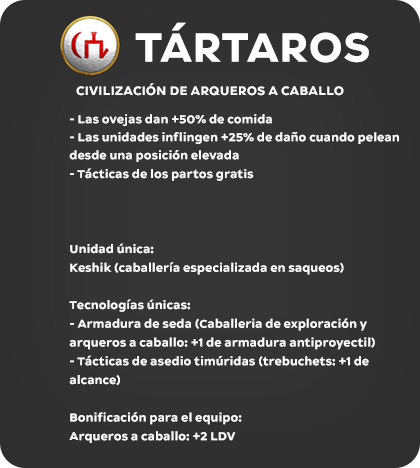 TÁRTAROS
CIVILIZACIÓN DE ARQUEROS A CABALLO
- Las ovejas dan +50% de comida
- Las unidades inflingen +25% de daño cuando pelean
desde una posición elevada
- Tácticas de los partos gratis
Unidad única:
Keshik (caballería especializada en saqueos)
Tecnologías únicas:
- Armadura de seda (Caballeria de exploración y
arqueros a caballo: +1 de armadura antiproyectil)
- Tácticas de asedio timúridas (trebuchets: +1 de
alcance)
Bonificación para el equipo:
Arqueros a caballo: +2 LDV